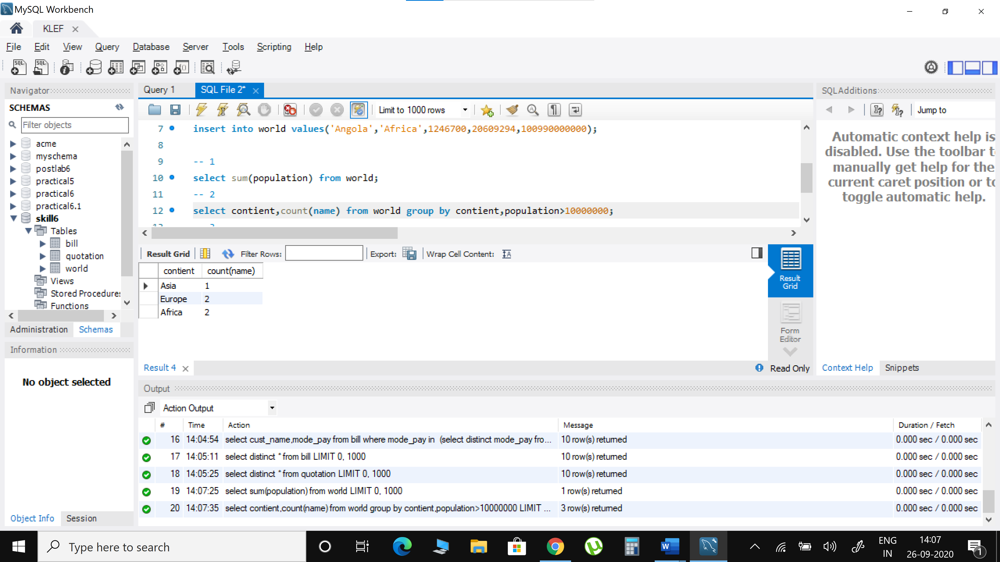 MySQL Workbench
KLEF
File Edit View Query Database Server Tools Scripting Help
Navigator
SCHEMAS
Filter objects
acme
myschema
postlab6
practical5
practical6
practical6.1
skill6
Tables
bill
quotation
world
Views
Stored Procedures
Functions
Administration Schemas
Information
No object selected
Object Info Session
Query 1 SQL File 2*
Limit to 1000 rows
7 insert into world values('Angola','Africa',1246700,20609294,100990000000);
8
9 -- 1
10 select sum(population) from world;
11 -- 2
12 select contient,count(name) from world group by contient,population>10000000;
Result Grid Filter Rows: Export: Wrap Cell Content:
contient count(name)
Asia 1
Europe 2
Africa 2
Result Grid
Form Editor
Result 4 Read Only
SQLAdditions
Jump to
Automatic context help is
disabled. Use the toolbar t
manually get help for the
current caret position or to
toggle automatic help.
Context Help Snippets
Output
Action Output
# Time Action Message Duration / Fetch
16 14:04:54 select cust_name,mode_pay from bill where mode_pay in (select distinct mode_pay fro... 10 row(s) returned 0.000 sec / 0.000 sec
17 14:05:11 select distinct * from bill LIMIT 0, 1000 10 row(s) returned 0.000 sec / 0.000 sec
18 14:05:25 select distinct * from quotation LIMIT 0, 1000 10 row(s) returned 0.000 sec / 0.000 sec
19 14:07:25 select sum(population) from world LIMIT 0, 1000 1 row(s) returned 0.000 sec / 0.000 sec
20 14:07:35 select contient,count(name) from world group by contient,population>10000000 LIMIT ... 3 row(s) returned 0.000 sec / 0.000 sec
Type here to search
ENG
IN
14:07
26-09-2020
1